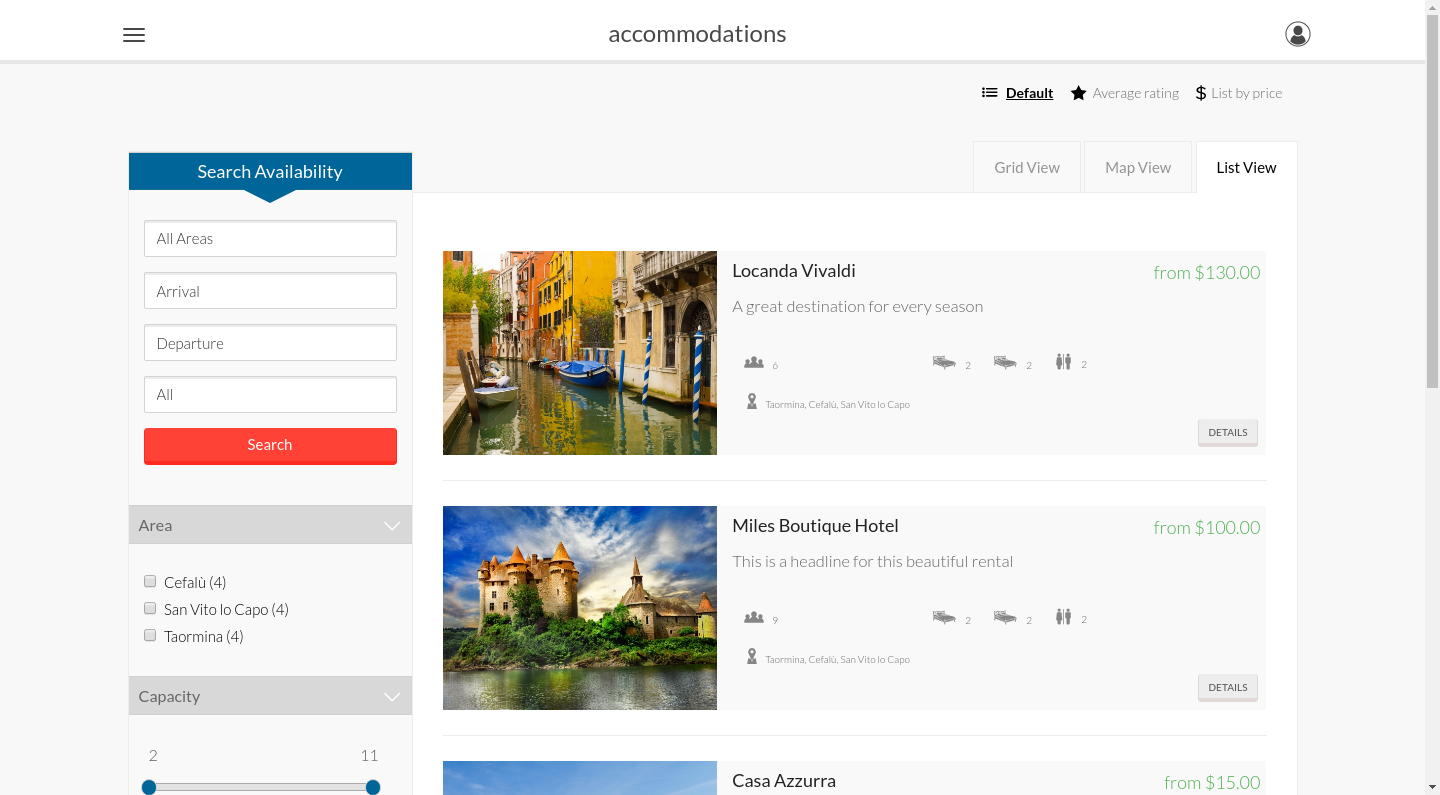 accommodations
Default
Average rating
List by price
Search Availability
All Areas
Arrival
Departure
All
Search
Area
Cefalù (4)
San Vito lo Capo (4)
Taormina (4)
Capacity
2 11
Grid View
Map View
List View
Locanda Vivaldi
from $130.00
A great destination for every season
6 2 2 2
Taormina, Cefalù, San Vito lo Capo
DETAILS
Miles Boutique Hotel
from $100.00
This is a headline for this beautiful rental
9 2 2 2
Taormina, Cefalù, San Vito lo Capo
DETAILS
Casa Azzurra
from $15.00